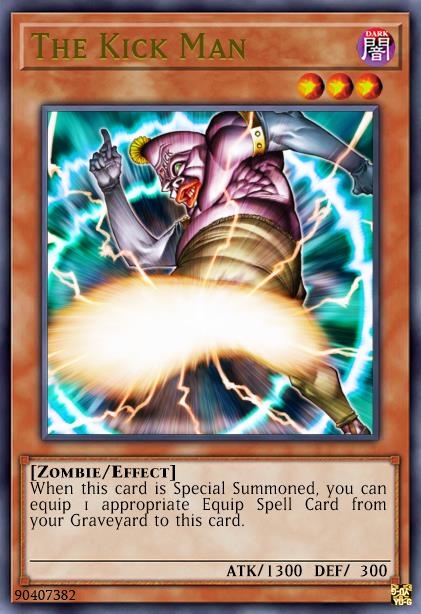 The Kick Man
DARK
闇
[Zombie/Effect]
When this card is Special Summoned, you can
equip 1 appropriate Equip Spell Card from
your Graveyard to this card.
ATK/1300 DEF/ 300
90407382